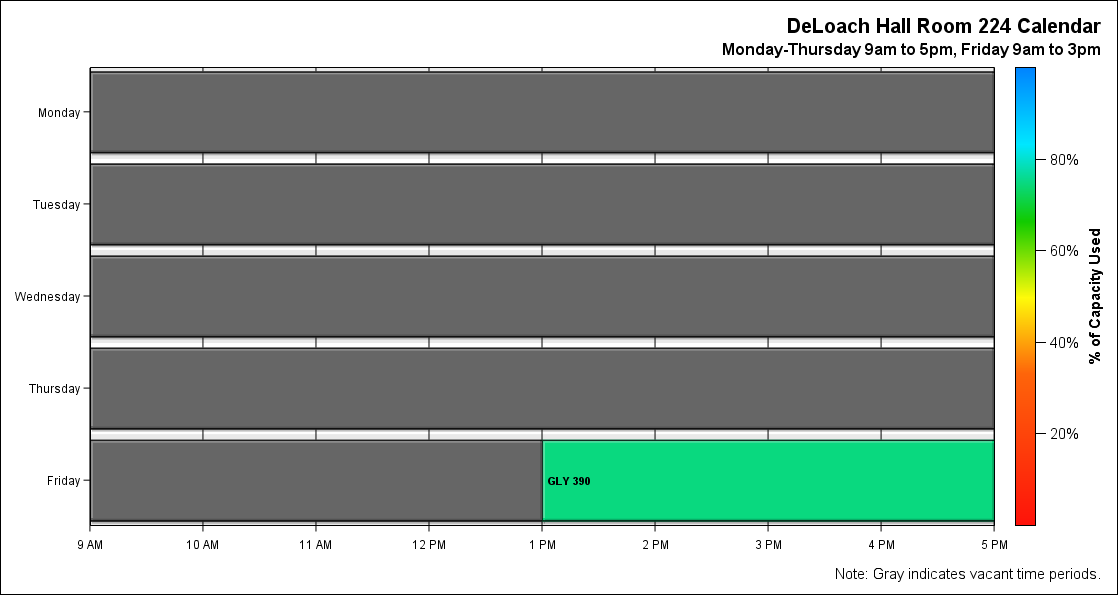 DeLoach Hall Room 224 Calendar
Monday-Thursday 9am to 5pm, Friday 9am to 3pm
Monday
Tuesday
Wednesday
Thursday
Friday
GLY 390
9 AM
10 AM
11 AM
12 PM
1 PM
2 PM
3 PM
4 PM
5 PM
80%
60%
40%
20%
% of Capacity Used
Note: Gray indicates vacant time periods.